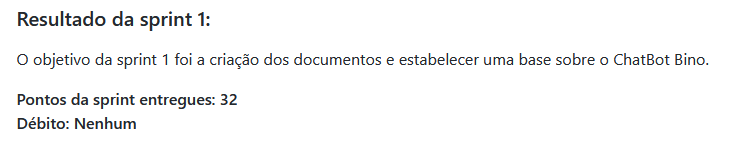 Resultado da sprint 1:
O objetivo da sprint 1 foi a criação dos documentos e estabelecer uma base sobre o ChatBot Bino.
Pontos da sprint entregues: 32
Débito: Nenhum